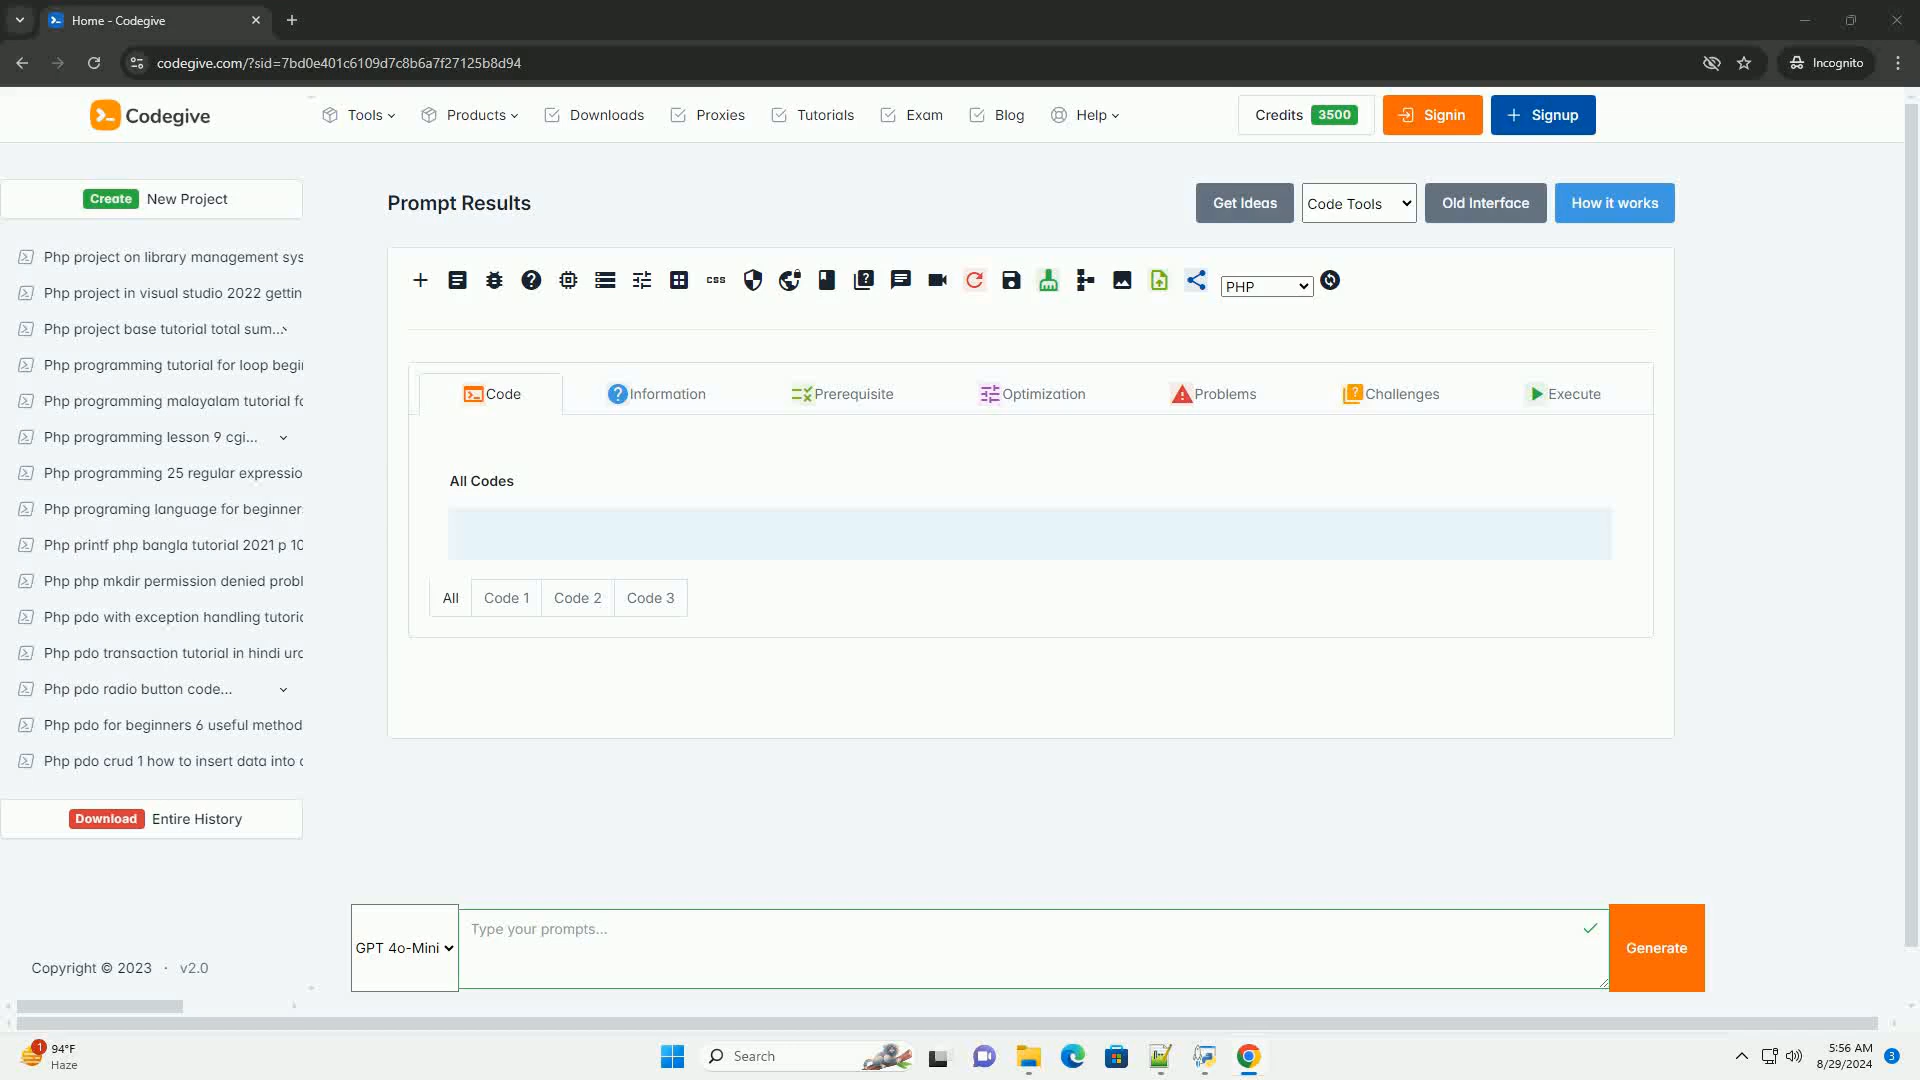 Home - Codegive
codegive.com/?sid=7bd0e401c6109d7c8b6a7f27125b8d94
Incognito
Codegive
Tools
Products
Downloads
Proxies
Tutorials
Exam
Blog
Help
Credits 3500
Signin
Signup
Create New Project
Php project on library management sys
Php project in visual studio 2022 gettin
Php project base tutorial total sum...
Php programming tutorial for loop begi
Php programming malayalam tutorial fo
Php programming lesson 9 cgi...
Php programming 25 regular expressio
Php programing language for beginner
Php printf php bangla tutorial 2021 p 10
Php php mkdir permission denied probl
Php pdo with exception handling tutoria
Php pdo transaction tutorial in hindi urd
Php pdo radio button code...
Php pdo for beginners 6 useful method
Php pdo crud 1 how to insert data into
Download Entire History
Copyright © 2023 · v2.0
Prompt Results
Get Ideas
Code Tools
Old Interface
How it works
css
PHP
Code
Information
Prerequisite
Optimization
Problems
Challenges
Execute
All Codes
All
Code 1
Code 2
Code 3
GPT 4o-Mini
Type your prompts...
Generate
1
94°F
Haze
Search
5:56 AM
8/29/2024
3